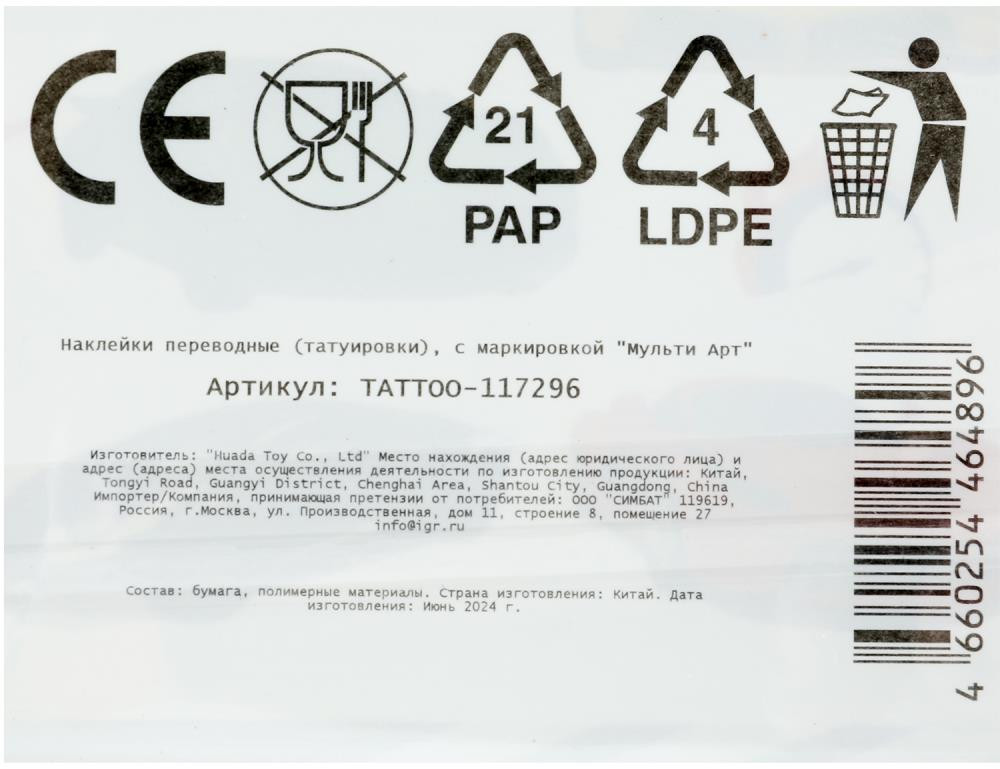 CE
21
PAP
4
LDPE
Наклейки переводные (татуировки), с маркировкой "Мульти Арт"
Артикул: TATTOO-117296
Изготовитель: "Huada Toy Co., Ltd" Место нахождения (адрес юридического лица) и
адрес (адреса) места осуществления деятельности по изготовлению продукции: Китай,
Tongyi Road, Guangyi District, Chenghai Area, Shantou City, Guangdong, China
Импортер/Компания, принимающая претензии от потребителей: ООО "СИМБАТ" 119619,
Россия, г.Москва, ул. Производственная, дом 11, строение 8, помещение 27
info@igr.ru
Состав: бумага, полимерные материалы. Страна изготовления: Китай. Дата
изготовления: Июнь 2024 г.
4 660254 464896